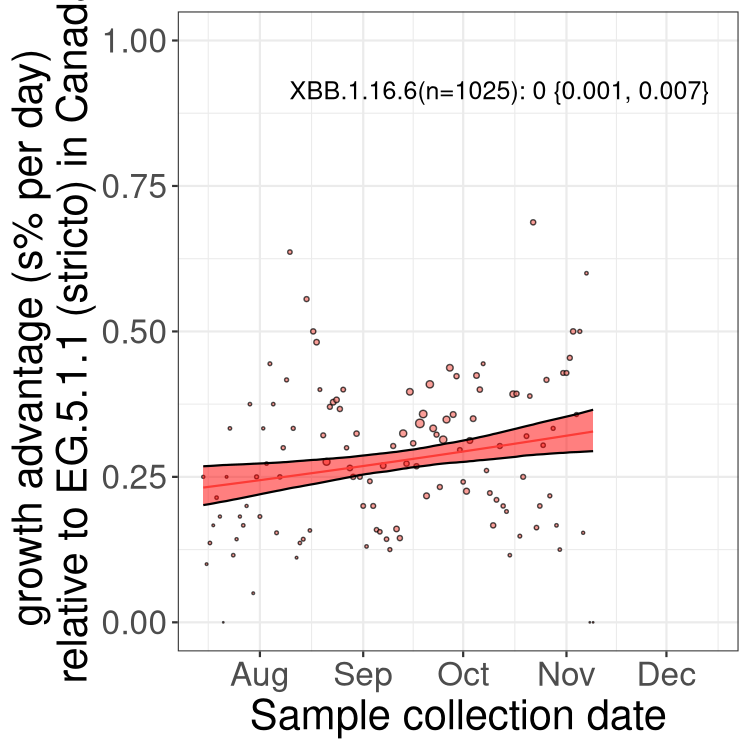 growth advantage (s% per day)
relative to EG.5.1.1 (stricto) in Canada
1.00
0.75
0.50
0.25
0.00
XBB.1.16.6(n=1025): 0 {0.001, 0.007}
Aug Sep Oct Nov Dec
Sample collection date